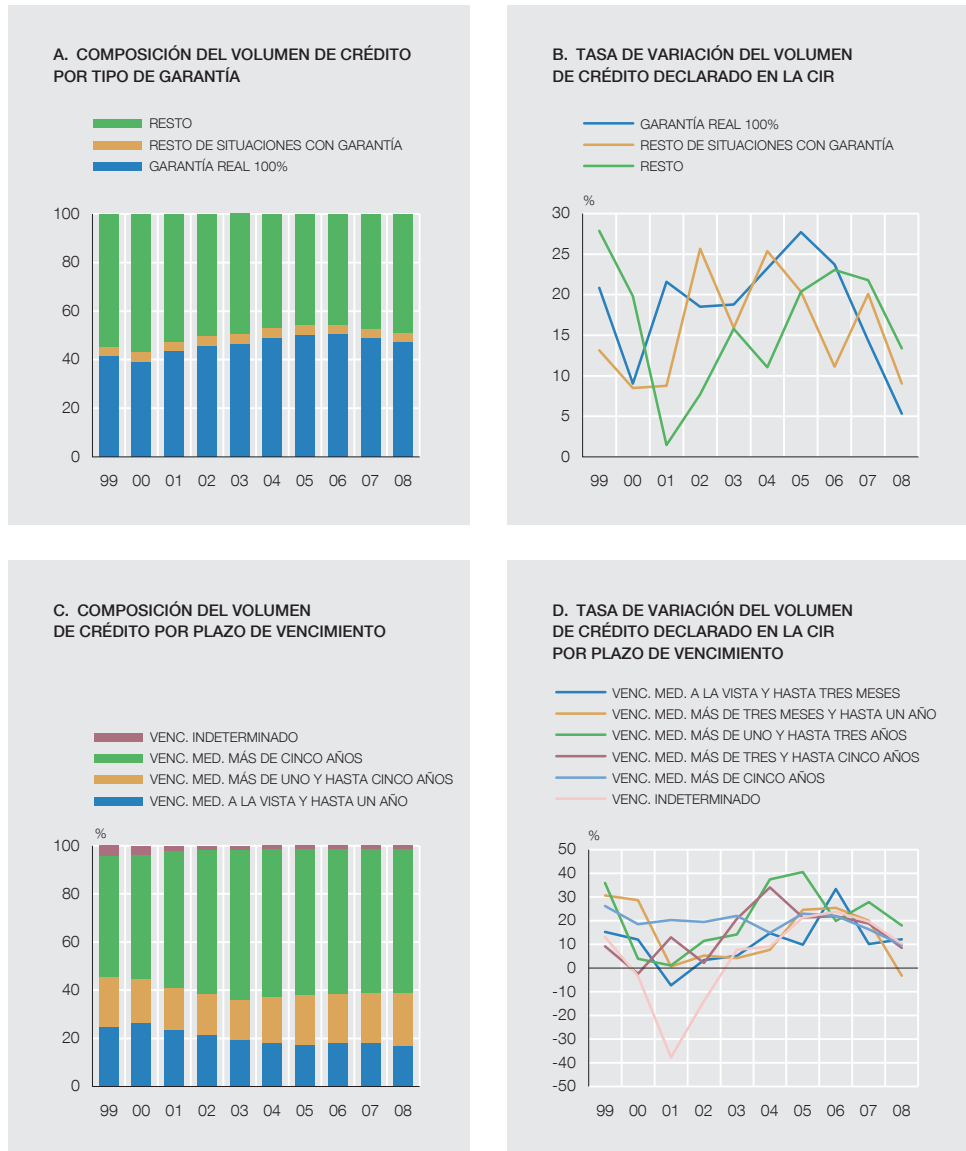 A. COMPOSICIÓN DEL VOLUMEN DE CRÉDITO
POR TIPO DE GARANTÍA
RESTO
RESTO DE SITUACIONES CON GARANTÍA
GARANTÍA REAL 100%
100
80
60
40
20
0
99 00 01 02 03 04 05 06 07 08
B. TASA DE VARIACIÓN DEL VOLUMEN
DE CRÉDITO DECLARADO EN LA CIR
GARANTÍA REAL 100%
RESTO DE SITUACIONES CON GARANTÍA
RESTO
%
30
25
20
15
10
5
0
99 00 01 02 03 04 05 06 07 08
C. COMPOSICIÓN DEL VOLUMEN
DE CRÉDITO POR PLAZO DE VENCIMIENTO
VENC. INDETERMINADO
VENC. MED. MÁS DE CINCO AÑOS
VENC. MED. MÁS DE UNO Y HASTA CINCO AÑOS
VENC. MED. A LA VISTA Y HASTA UN AÑO
%
100
80
60
40
20
0
99 00 01 02 03 04 05 06 07 08
D. TASA DE VARIACIÓN DEL VOLUMEN
DE CRÉDITO DECLARADO EN LA CIR
POR PLAZO DE VENCIMIENTO
VENC. MED. A LA VISTA Y HASTA TRES MESES
VENC. MED. MÁS DE TRES MESES Y HASTA UN AÑO
VENC. MED. MÁS DE UNO Y HASTA TRES AÑOS
VENC. MED. MÁS DE TRES Y HASTA CINCO AÑOS
VENC. MED. MÁS DE CINCO AÑOS
VENC. INDETERMINADO
%
50
40
30
20
10
0
-10
-20
-30
-40
-50
99 00 01 02 03 04 05 06 07 08